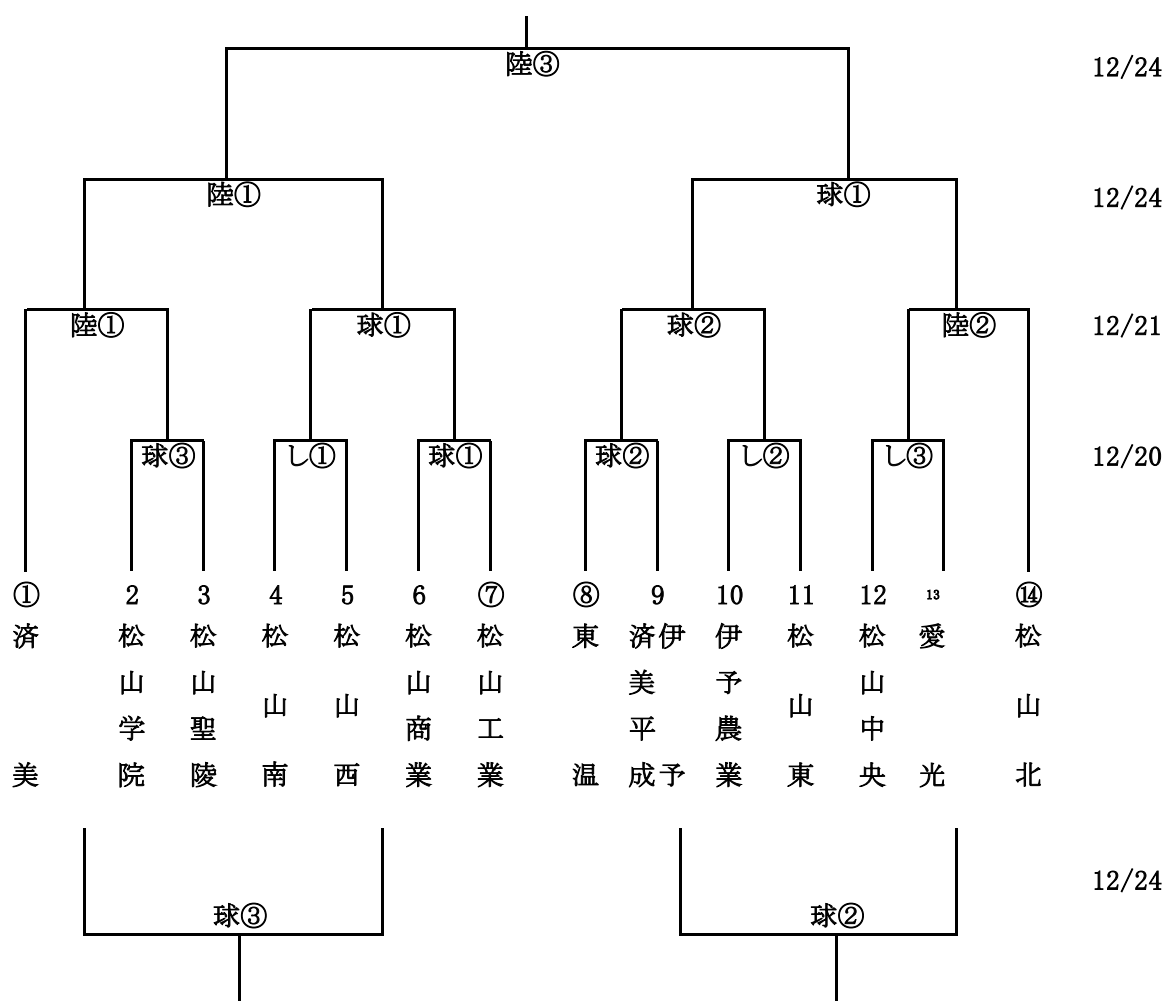 陸③ 12/24
陸① 球① 12/24
陸① 球① 球② 陸② 12/21
球③ し① 球① 球② し② し③ 12/20
① 2 3 4 5 6 ⑦ ⑧ 9 10 11 12 13 ⑭
済美
松山学院
松山聖陵
松山南
松山西
松山商業
松山工業
東温
済美平成
伊予
伊予農業
松山東
松山中央
愛光
松山北
12/24
球③ 球②